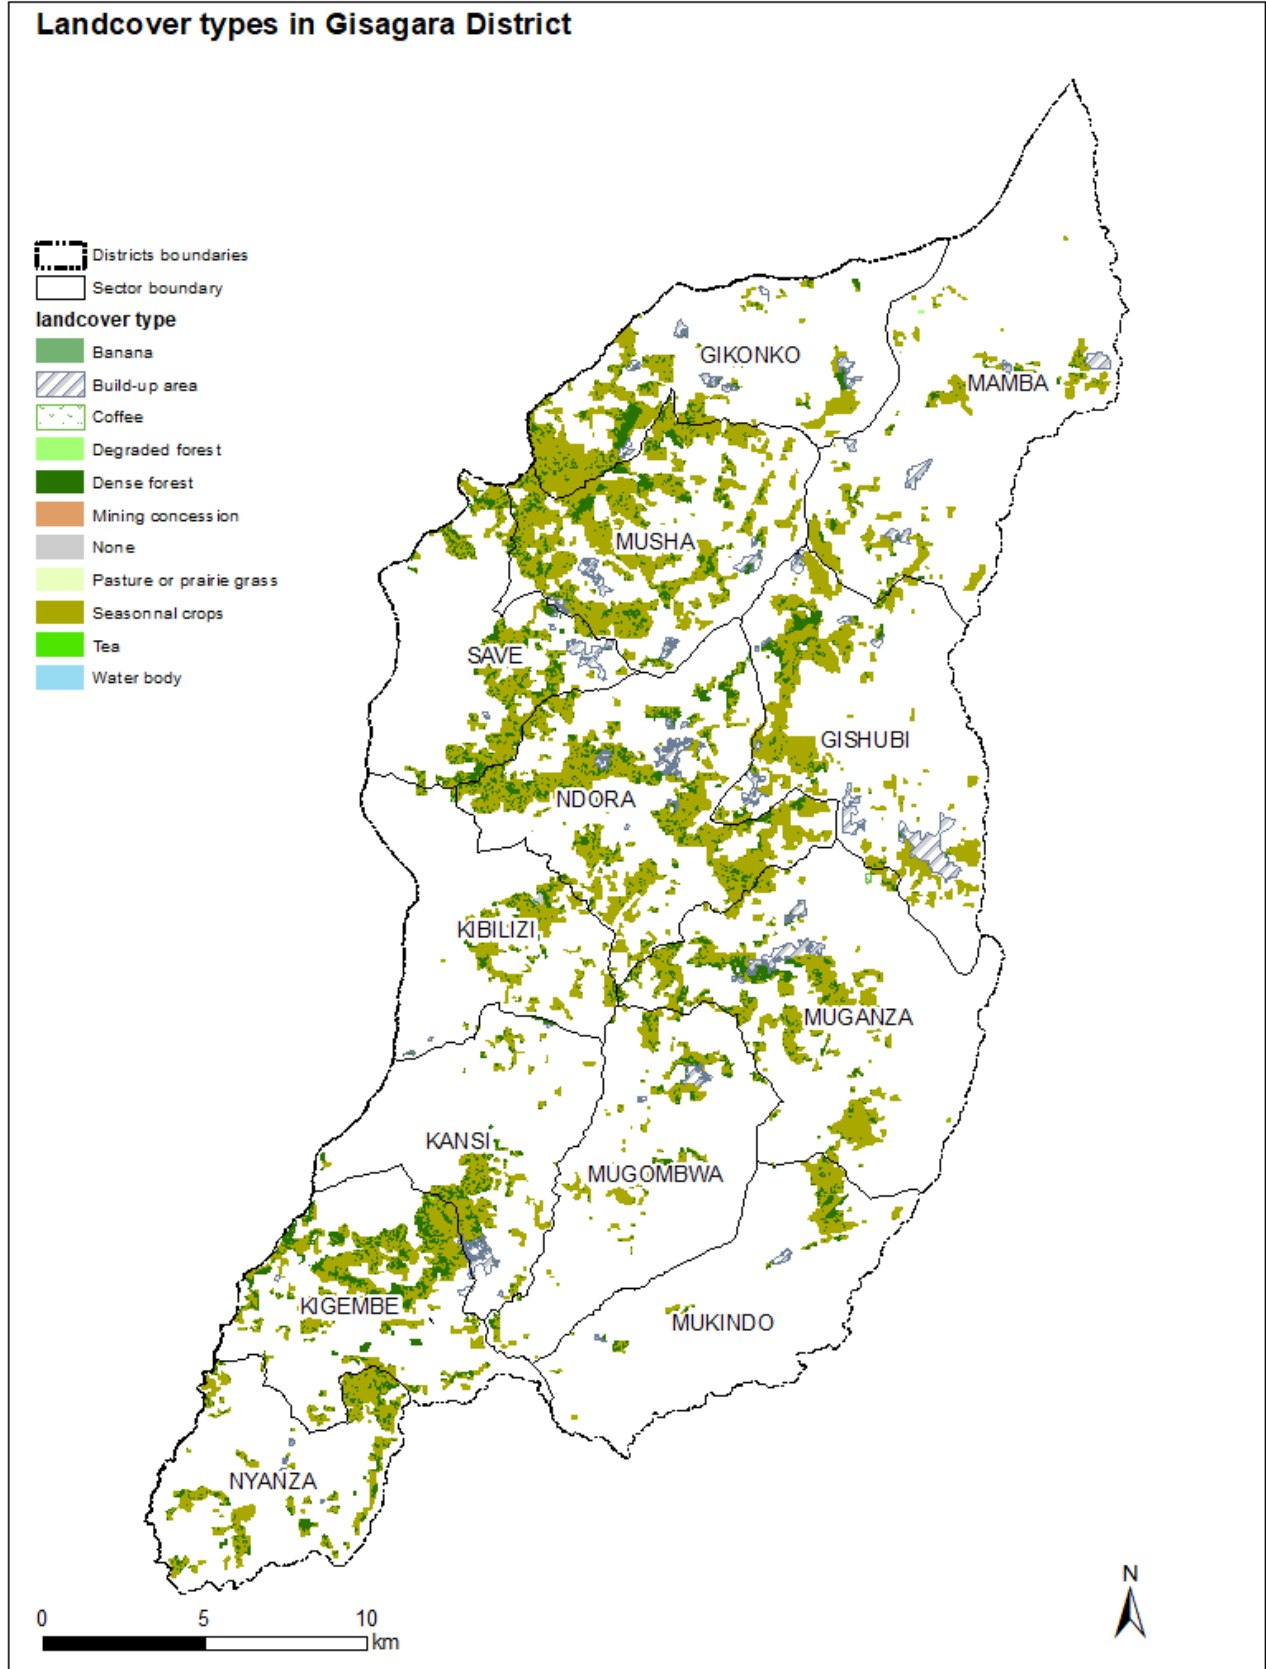 Landcover types in Gisagara District
Districts boundaries
Sector boundary
landcover type
Banana
Build-up area
Coffee
Degraded forest
Dense forest
Mining concession
None
Pasture or prairie grass
Seasonnal crops
Tea
Water body
GIKONKO
MAMBA
MUSHA
SAVE
GISHUBI
NDORA
KIBILIZI
MUGANZA
KANSI
MUGOMBWA
KIGEMBE
MUKINDO
NYANZA
0 5 10
km
N